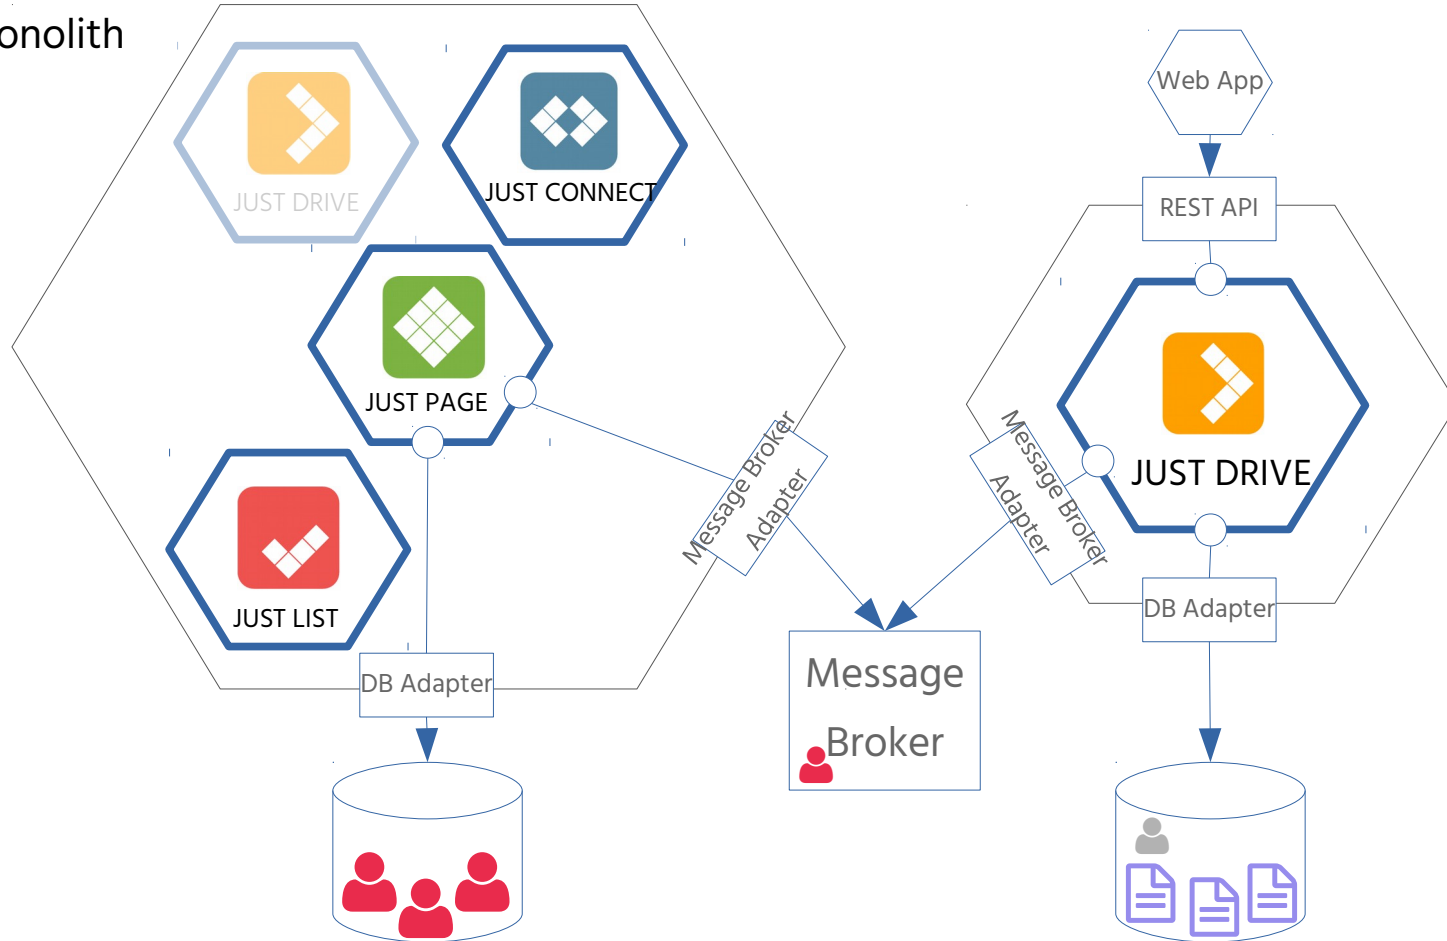 onolith
JUST DRIVE
JUST CONNECT
JUST PAGE
JUST LIST
DB Adapter
Message Broker
Adapter
Message
Broker
Web App
REST API
JUST DRIVE
Message Broker
Adapter
DB Adapter